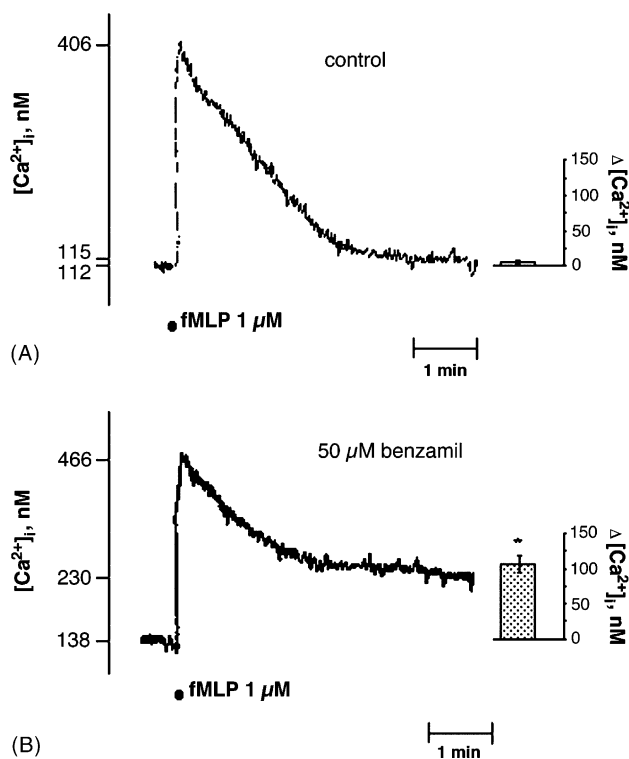 406
control
[Ca²⁺]ᵢ, nM
150
100
50
0
Δ [Ca²⁺]ᵢ, nM
115
112
fMLP 1 µM
(A)
1 min
466
50 µM benzamil
[Ca²⁺]ᵢ, nM
*
150
100
50
0
Δ [Ca²⁺]ᵢ, nM
230
138
fMLP 1 µM
(B)
1 min